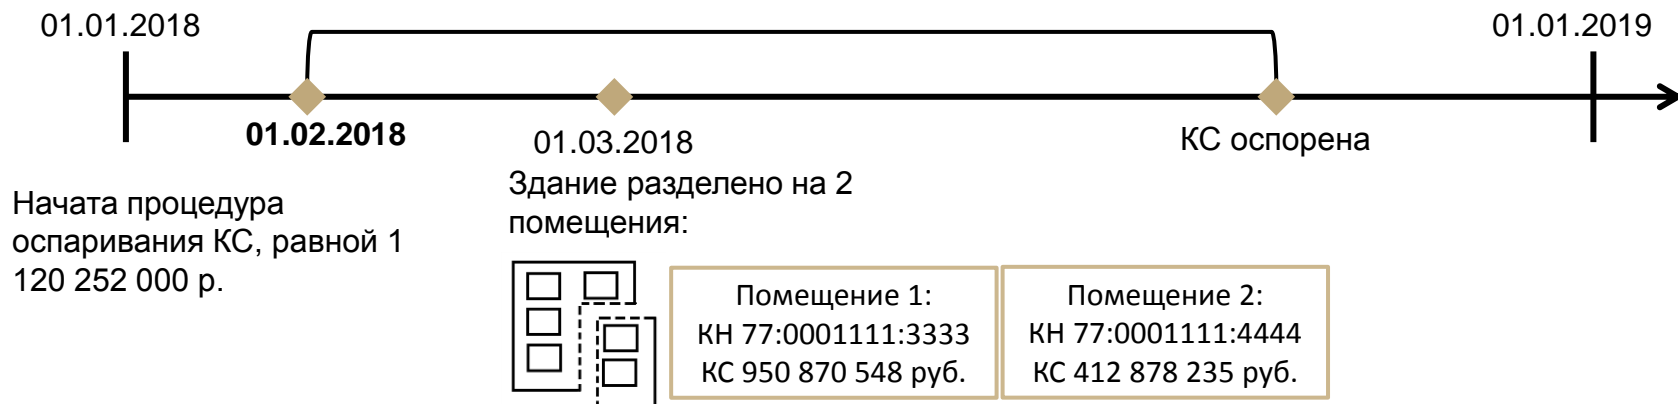 01.01.2018
01.01.2019
01.02.2018
01.03.2018
КС оспорена
Начата процедура
оспаривания КС, равной 1
120 252 000 р.
Здание разделено на 2
помещения:
Помещение 1:
КН 77:0001111:3333
КС 950 870 548 руб.
Помещение 2:
КН 77:0001111:4444
КС 412 878 235 руб.